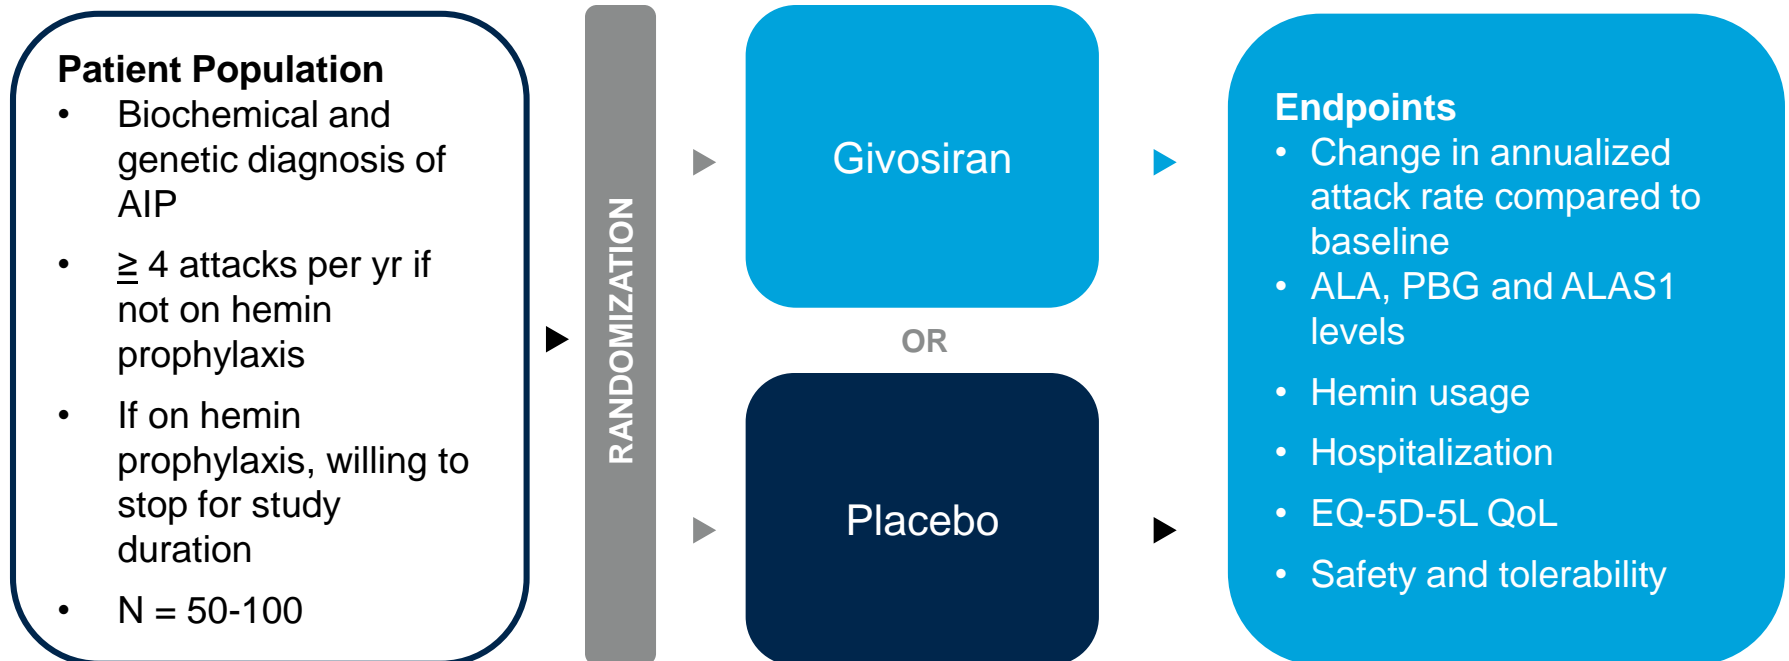 Patient Population
• Biochemical and
genetic diagnosis of
AIP
• ≥ 4 attacks per yr if
not on hemin
prophylaxis
• If on hemin
prophylaxis, willing to
stop for study
duration
• N = 50-100
RANDOMIZATION
Givosiran
OR
Placebo
Endpoints
• Change in annualized
attack rate compared to
baseline
• ALA, PBG and ALAS1
levels
• Hemin usage
• Hospitalization
• EQ-5D-5L QoL
• Safety and tolerability